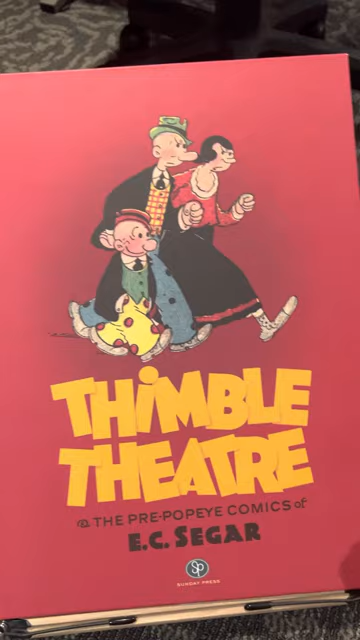 THIMBLE
THEATRE
& THE PRE-POPEYE COMICS of
E.C. SEGAR
SP
SUNDAY PRESS